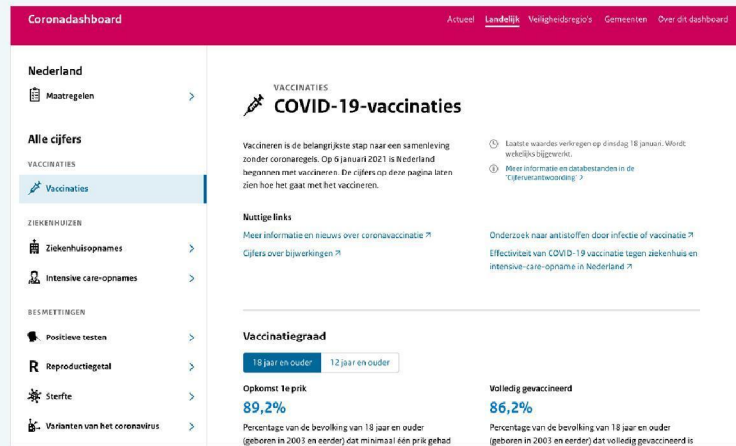 Coronadashboard
Actueel Landelijk Veiligheidsregio's Gemeenten Over dit dashboard
Nederland
Maatregelen
Alle cijfers
VACCINATIES
Vaccinaties
ZIEKENHUIZEN
Ziekenhuisopnames
Intensive care-opnames
BESMETTINGEN
Positieve testen
R Reproductiegetal
Sterfte
Varianten van het coronavirus
VACCINATIES
COVID-19-vaccinaties
Vaccineren is de belangrijkste stap naar een samenleving
zonder coronaregels. Op 6 januari 2021 is Nederland
begonnen met vaccineren. De cijfers op deze pagina laten
zien hoe het gaat met het vaccineren.
Laatste waardes verkregen op dinsdag 18 januari. Wordt
wekelijks bijgewerkt.
Meer informatie en databestanden in de
'Cijferverantwoording'
Nuttige links
Meer informatie en nieuws over coronavaccinatie
Cijfers over bijwerkingen
Onderzoek naar antistoffen door infectie of vaccinatie
Effectiviteit van COVID-19 vaccinatie tegen ziekenhuis en
intensive-care-opname in Nederland
Vaccinatiegraad
18 jaar en ouder 12 jaar en ouder
Opkomst 1e prik
89,2%
Percentage van de bevolking van 18 jaar en ouder
(geboren in 2003 en eerder) dat minimaal één prik gehad
Volledig gevaccineerd
86,2%
Percentage van de bevolking van 18 jaar en ouder
(geboren in 2003 en eerder) dat volledig gevaccineerd is